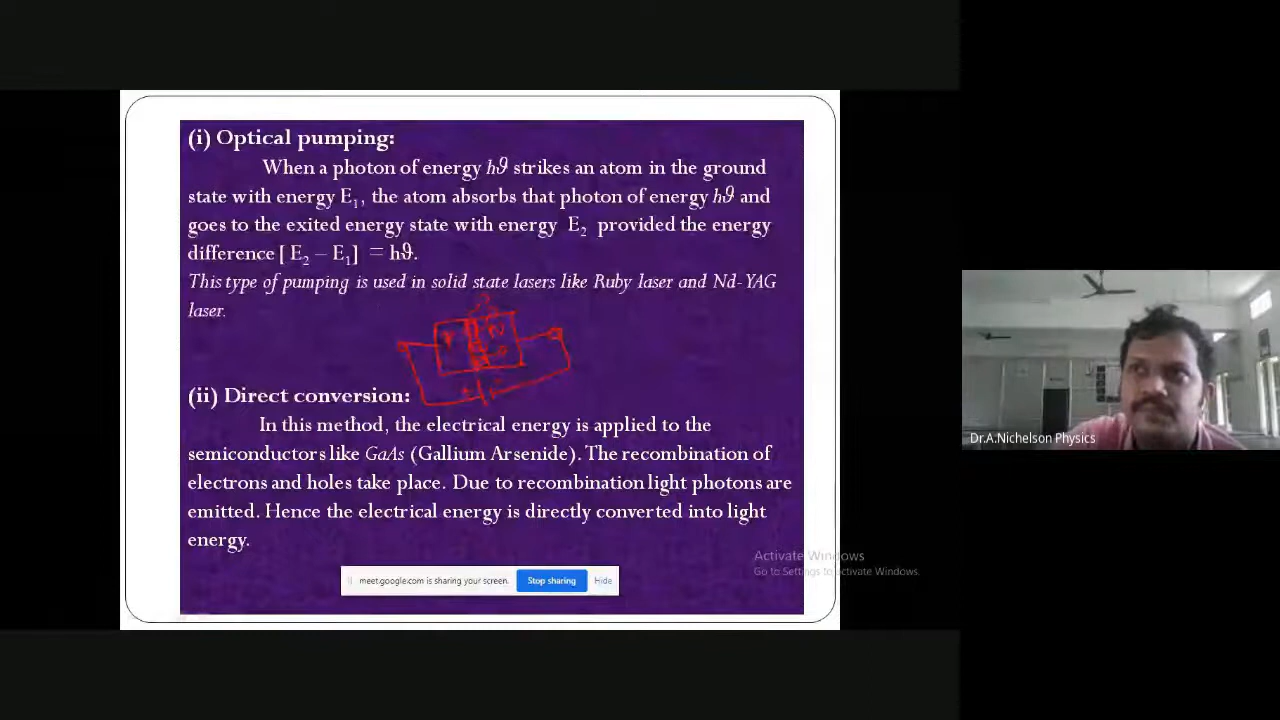 (i) Optical pumping:
When a photon of energy hϑ strikes an atom in the ground
state with energy E₁, the atom absorbs that photon of energy hϑ and
goes to the exited energy state with energy E₂ provided the energy
difference [ E₂ – E₁] = hϑ.
This type of pumping is used in solid state lasers like Ruby laser and Nd-YAG
laser.
P N
(ii) Direct conversion:
In this method, the electrical energy is applied to the
semiconductors like GaAs (Gallium Arsenide). The recombination of
electrons and holes take place. Due to recombination light photons are
emitted. Hence the electrical energy is directly converted into light
energy.
meet.google.com is sharing your screen. Stop sharing Hide
Activate Windows
Go to Settings to activate Windows.
Dr.A.Nichelson Physics